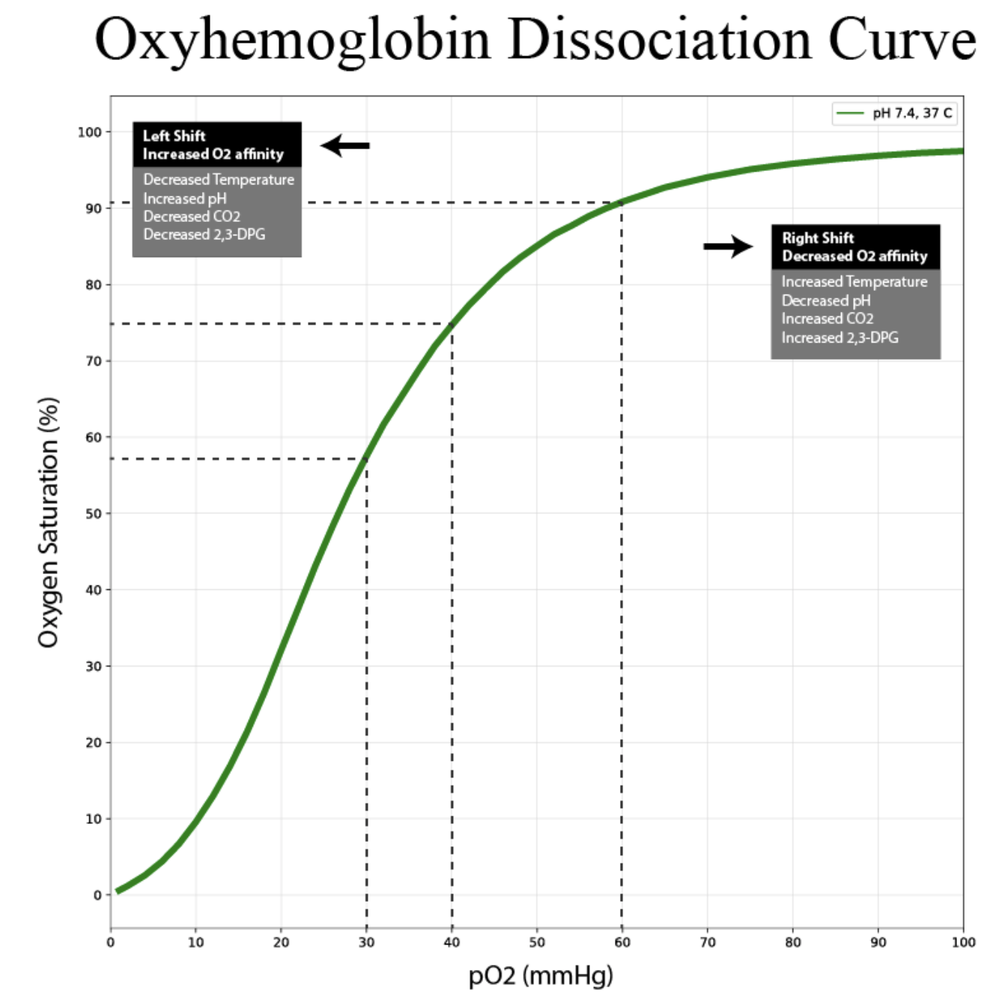 Oxyhemoglobin Dissociation Curve
pH 7.4, 37 C
Left Shift
Increased O2 affinity
Decreased Temperature
Increased pH
Decreased CO2
Decreased 2,3-DPG
Right Shift
Decreased O2 affinity
Increased Temperature
Decreased pH
Increased CO2
Increased 2,3-DPG
Oxygen Saturation (%)
100
90
80
70
60
50
40
30
20
10
0
0 10 20 30 40 50 60 70 80 90 100
pO2 (mmHg)